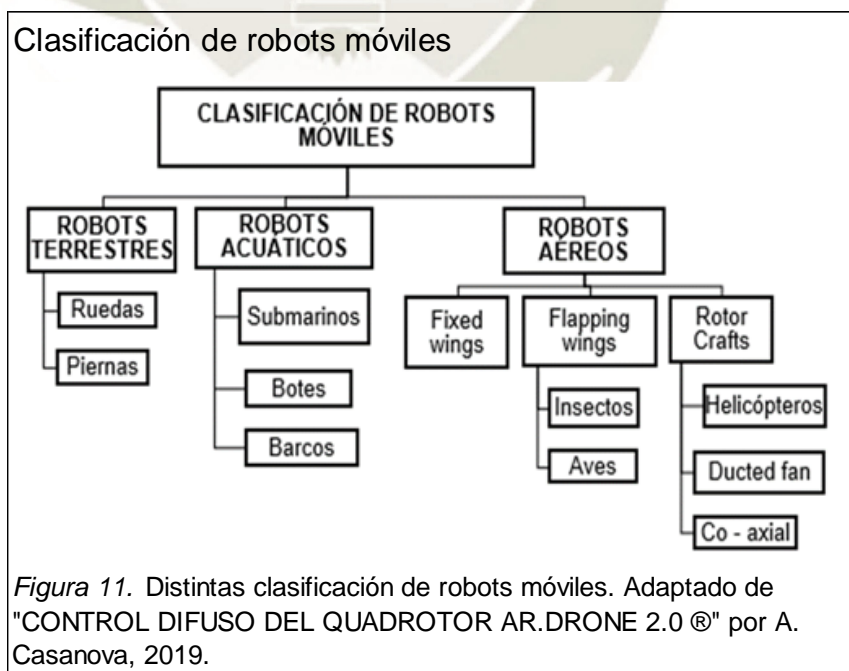 Clasificación de robots móviles
CLASIFICACIÓN DE ROBOTS
MÓVILES
ROBOTS
TERRESTRES
Ruedas
Piernas
ROBOTS
ACUÁTICOS
Submarinos
Botes
Barcos
ROBOTS
AÉREOS
Fixed
wings
Flapping
wings
Insectos
Aves
Rotor
Crafts
Helicópteros
Ducted fan
Co - axial
Figura 11. Distintas clasificación de robots móviles. Adaptado de
"CONTROL DIFUSO DEL QUADROTOR AR.DRONE 2.0 ®" por A.
Casanova, 2019.